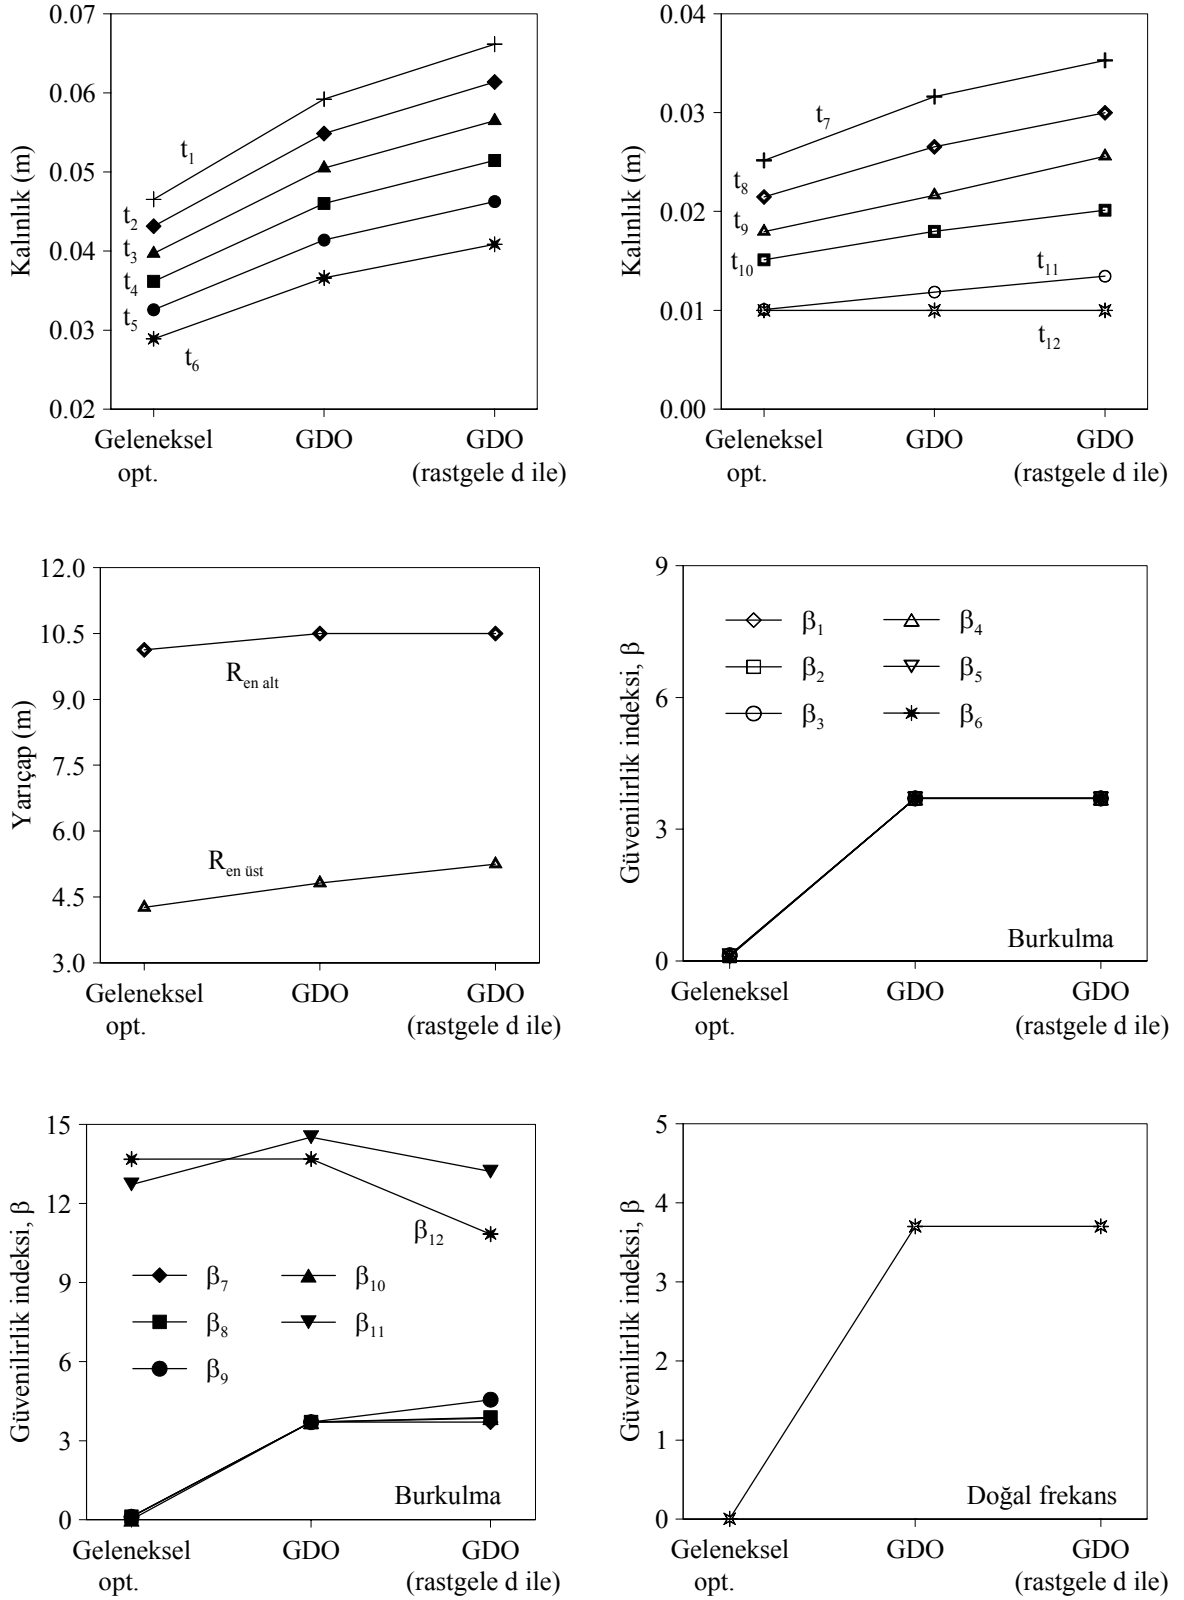 0.07
0.06
0.05
0.04
0.03
0.02
Kalınlık (m)
t1
t2
t3
t4
t5
t6
Geleneksel opt.
GDO
GDO (rastgele d ile)
0.04
0.03
0.02
0.01
0.00
Kalınlık (m)
t7
t8
t9
t10
t11
t12
Geleneksel opt.
GDO
GDO (rastgele d ile)
12.0
10.5
9.0
7.5
6.0
4.5
3.0
Yarıçap (m)
R en alt
R en üst
Geleneksel opt.
GDO
GDO (rastgele d ile)
9
6
3
0
Güvenilirlik indeksi, β
β1
β2
β3
β4
β5
β6
Burkulma
Geleneksel opt.
GDO
GDO (rastgele d ile)
15
12
9
6
3
0
Güvenilirlik indeksi, β
β12
β7
β8
β9
β10
β11
Burkulma
Geleneksel opt.
GDO
GDO (rastgele d ile)
5
4
3
2
1
0
Güvenilirlik indeksi, β
Doğal frekans
Geleneksel opt.
GDO
GDO (rastgele d ile)